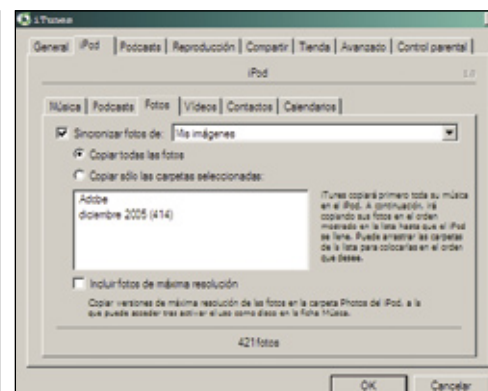 iTunes
General iPod Podcasts Reproducción Compartir Tienda Avanzado Control parental
iPod
Música Podcasts Fotos Vídeos Contactos Calendarios
Sincronizar fotos de: Mis imágenes
Copiar todas las fotos
Copiar sólo las carpetas seleccionadas:
Adobe
diciembre 2005 (414)
iTunes copiará primero toda su música
en el iPod. A continuación, irá
copiando sus fotos en el orden
mostrado en la lista hasta que el iPod
se llene. Puede arrastrar las carpetas
de la lista para colocarlas en el orden
que desee.
Incluir fotos de máxima resolución
Copiar versiones de máxima resolución de las fotos en la carpeta Photos del iPod, a la
que puede acceder tras activar el uso como disco en la ficha Música.
421 fotos
OK Cancelar